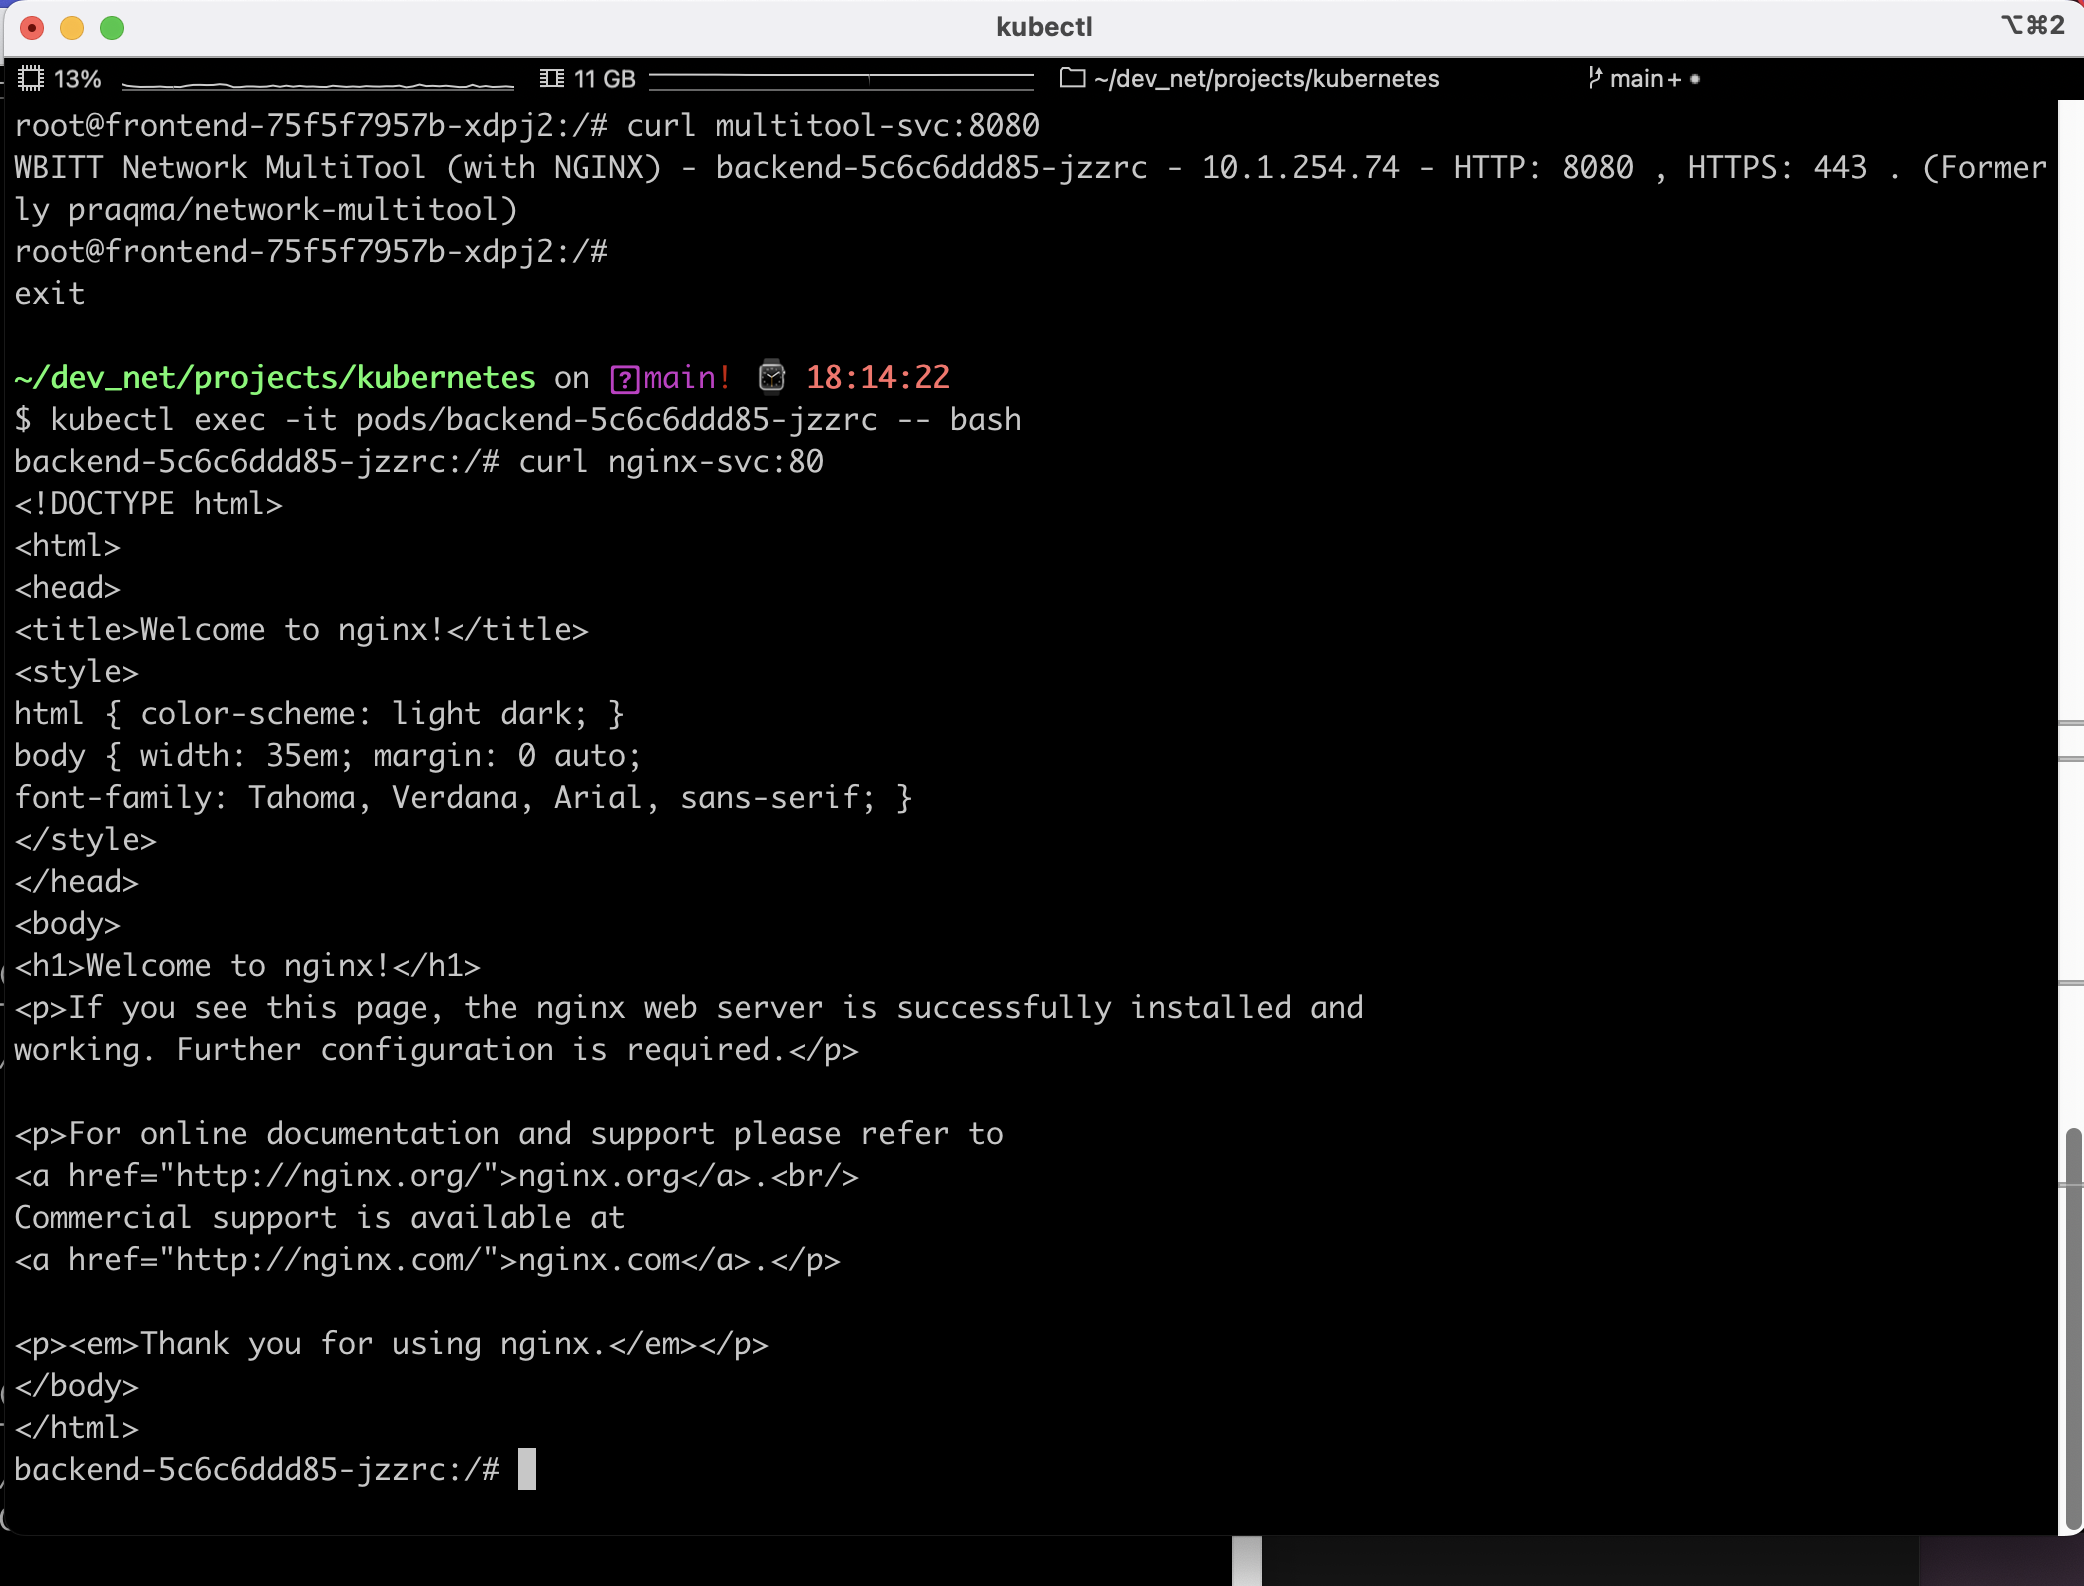 kubectl
⌥⌘2
13%
11 GB
~/dev_net/projects/kubernetes
main+ •
root@frontend-75f5f7957b-xdpj2:/# curl multitool-svc:8080
WBITT Network MultiTool (with NGINX) - backend-5c6c6ddd85-jzzrc - 10.1.254.74 - HTTP: 8080 , HTTPS: 443 . (Former
ly praqma/network-multitool)
root@frontend-75f5f7957b-xdpj2:/#
exit
~/dev_net/projects/kubernetes on [?]main! ⌚ 18:14:22
$ kubectl exec -it pods/backend-5c6c6ddd85-jzzrc -- bash
backend-5c6c6ddd85-jzzrc:/# curl nginx-svc:80
<!DOCTYPE html>
<html>
<head>
<title>Welcome to nginx!</title>
<style>
html { color-scheme: light dark; }
body { width: 35em; margin: 0 auto;
font-family: Tahoma, Verdana, Arial, sans-serif; }
</style>
</head>
<body>
<h1>Welcome to nginx!</h1>
<p>If you see this page, the nginx web server is successfully installed and
working. Further configuration is required.</p>
<p>For online documentation and support please refer to
<a href="http://nginx.org/">nginx.org</a>.<br/>
Commercial support is available at
<a href="http://nginx.com/">nginx.com</a>.</p>
<p><em>Thank you for using nginx.</em></p>
</body>
</html>
backend-5c6c6ddd85-jzzrc:/#